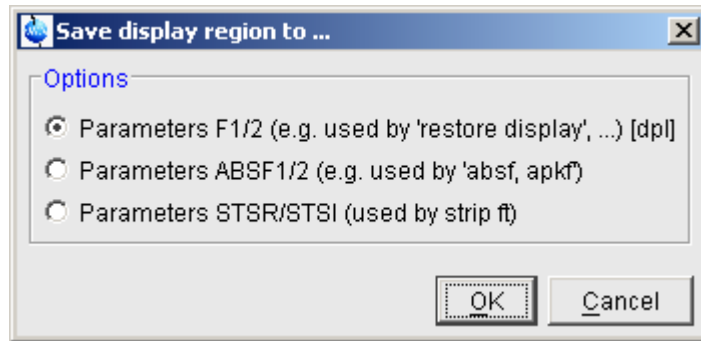 Save display region to ...
Options
Parameters F1/2 (e.g. used by 'restore display', ...) [dpl]
Parameters ABSF1/2 (e.g. used by 'absf, apkf')
Parameters STSR/STSI (used by strip ft)
OK Cancel